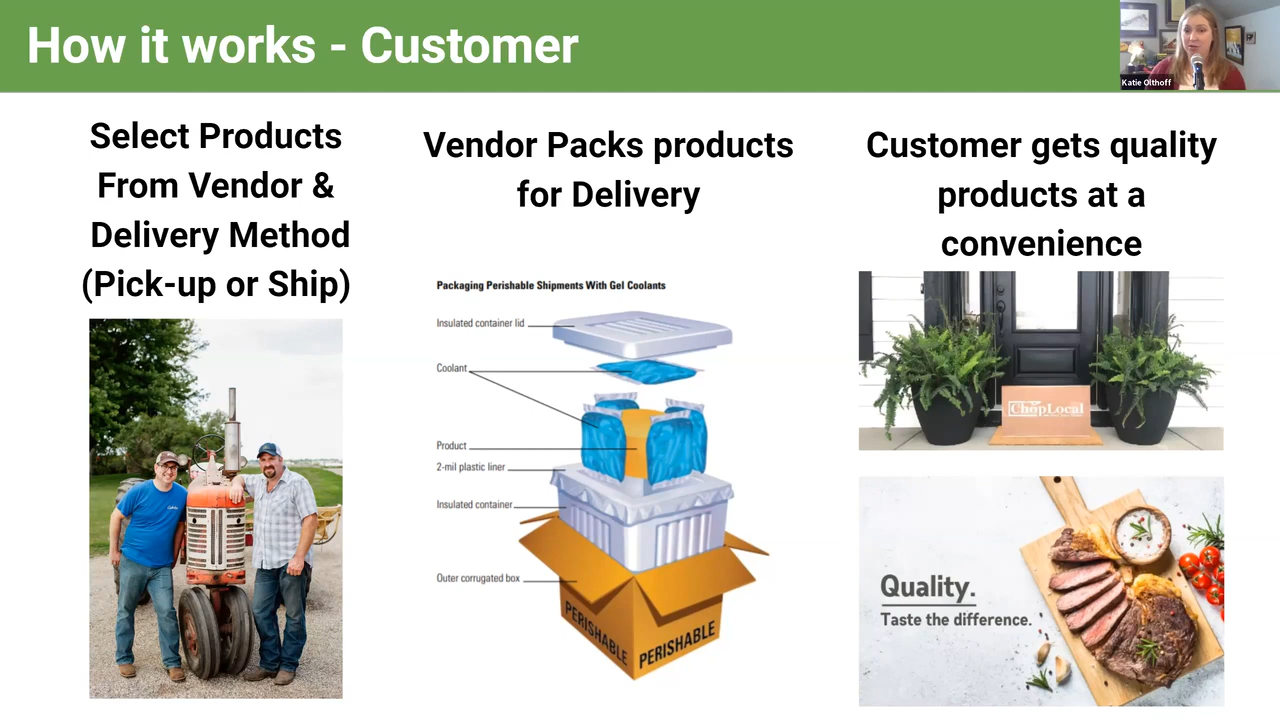 How it works - Customer
Katie Olthoff
Select Products
From Vendor &
Delivery Method
(Pick-up or Ship)
Vendor Packs products
for Delivery
Packaging Perishable Shipments With Gel Coolants
Insulated container lid
Coolant
Product
2-mil plastic liner
Insulated container
Outer corrugated box
PERISHABLE
PERISHABLE
Customer gets quality
products at a
convenience
ChopLocal
Quality.
Taste the difference.